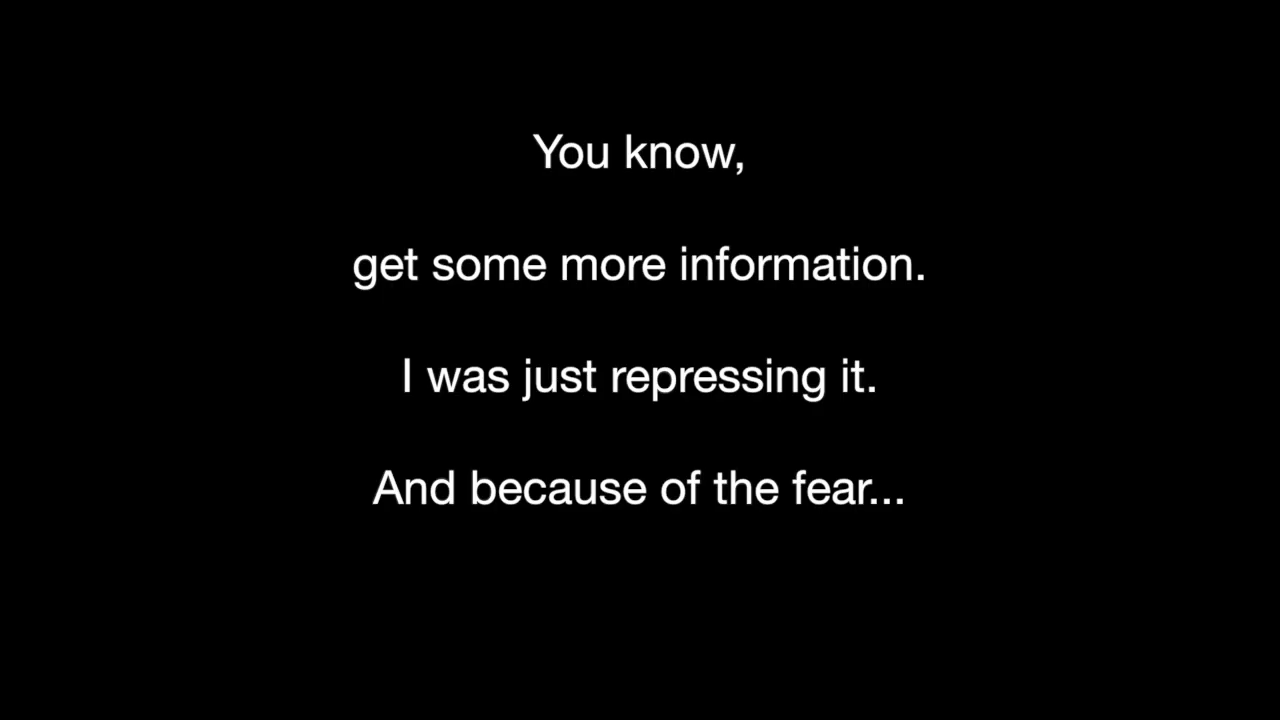 You know,
get some more information.
I was just repressing it.
And because of the fear...